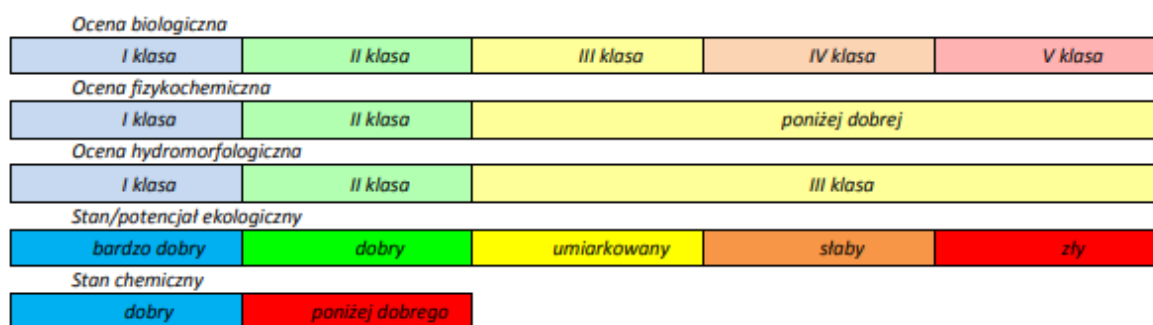 Ocena biologiczna
I klasa II klasa III klasa IV klasa V klasa
Ocena fizykochemiczna
I klasa II klasa poniżej dobrej
Ocena hydromorfologiczna
I klasa II klasa III klasa
Stan/potencjał ekologiczny
bardzo dobry dobry umiarkowany słaby zły
Stan chemiczny
dobry poniżej dobrego